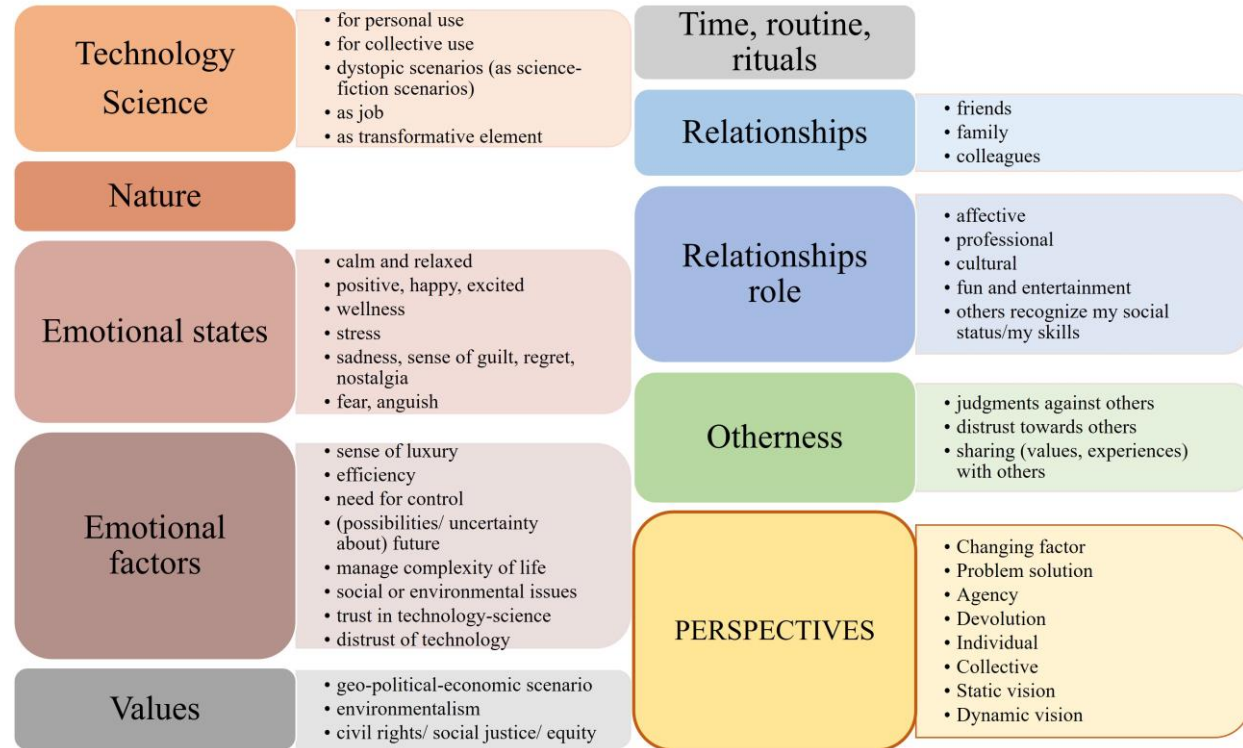 Technology
Science
• for personal use
• for collective use
• dystopic scenarios (as science-
fiction scenarios)
• as job
• as transformative element
Nature
Emotional states
• calm and relaxed
• positive, happy, excited
• wellness
• stress
• sadness, sense of guilt, regret,
nostalgia
• fear, anguish
Emotional
factors
• sense of luxury
• efficiency
• need for control
• (possibilities/ uncertainty
about) future
• manage complexity of life
• social or environmental issues
• trust in technology-science
• distrust of technology
Values
• geo-political-economic scenario
• environmentalism
• civil rights/ social justice/ equity
Time, routine,
rituals
Relationships
• friends
• family
• colleagues
Relationships
role
• affective
• professional
• cultural
• fun and entertainment
• others recognize my social
status/my skills
Otherness
• judgments against others
• distrust towards others
• sharing (values, experiences)
with others
PERSPECTIVES
• Changing factor
• Problem solution
• Agency
• Devolution
• Individual
• Collective
• Static vision
• Dynamic vision